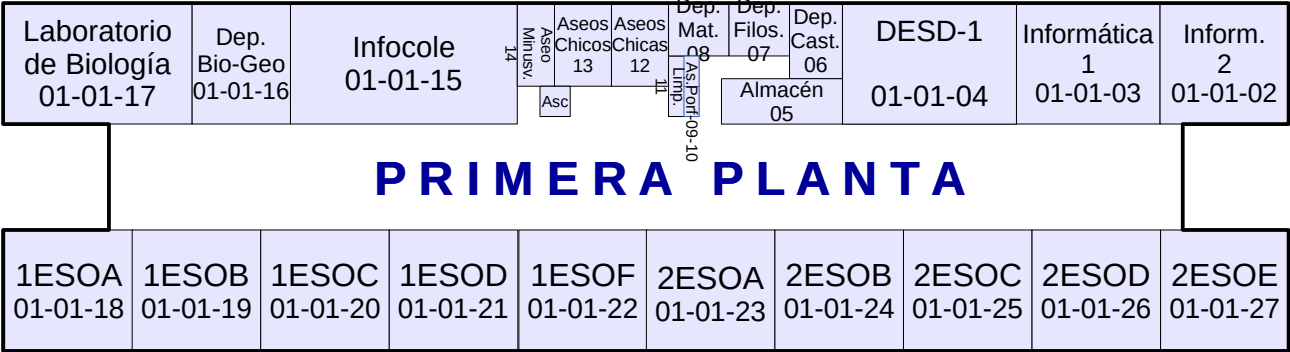 Laboratorio
de Biología
01-01-17
Dep.
Bio-Geo
01-01-16
Infocole
01-01-15
Aseo
Minusv.
14
Aseos
Chicos
13
Aseos
Chicas
12
Dep.
Mat.
08
Dep.
Filos.
07
Dep.
Cast.
06
DESD-1
01-01-04
Informática
1
01-01-03
Inform.
2
01-01-02
Asc
Limp.
11
As.Porf-09-10
Almacén
05
PRIMERA PLANTA
1ESOA
01-01-18
1ESOB
01-01-19
1ESOC
01-01-20
1ESOD
01-01-21
1ESOF
01-01-22
2ESOA
01-01-23
2ESOB
01-01-24
2ESOC
01-01-25
2ESOD
01-01-26
2ESOE
01-01-27